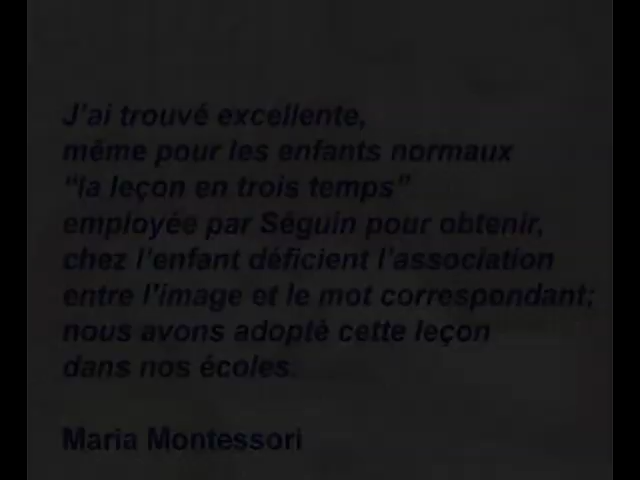 J'ai trouvé excellente,
même pour les enfants normaux
“la leçon en trois temps”
employée par Séguin pour obtenir,
chez l'enfant déficient l'association
entre l'image et le mot correspondant;
nous avons adopté cette leçon
dans nos écoles.

Maria Montessori